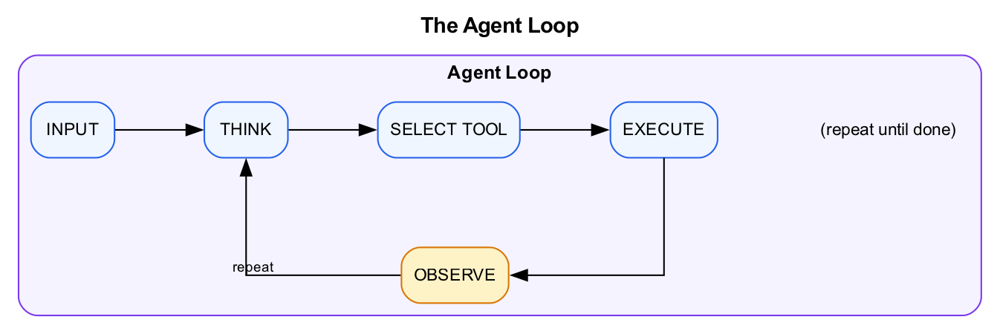 The Agent Loop
Agent Loop
INPUT
THINK
SELECT TOOL
EXECUTE
(repeat until done)
repeat
OBSERVE